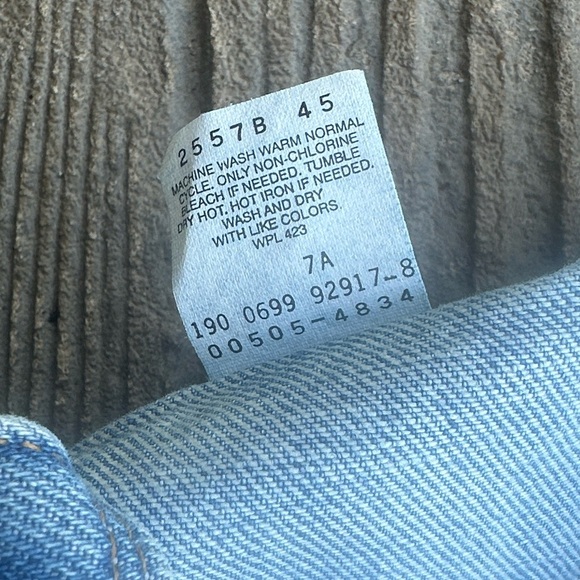 2557B 45
MACHINE WASH WARM NORMAL
CYCLE. ONLY NON-CHLORINE
BLEACH IF NEEDED. TUMBLE
DRY HOT. HOT IRON IF NEEDED.
WASH AND DRY
WITH LIKE COLORS
WPL 423
7A
190 0699 92917-8
00505-4834